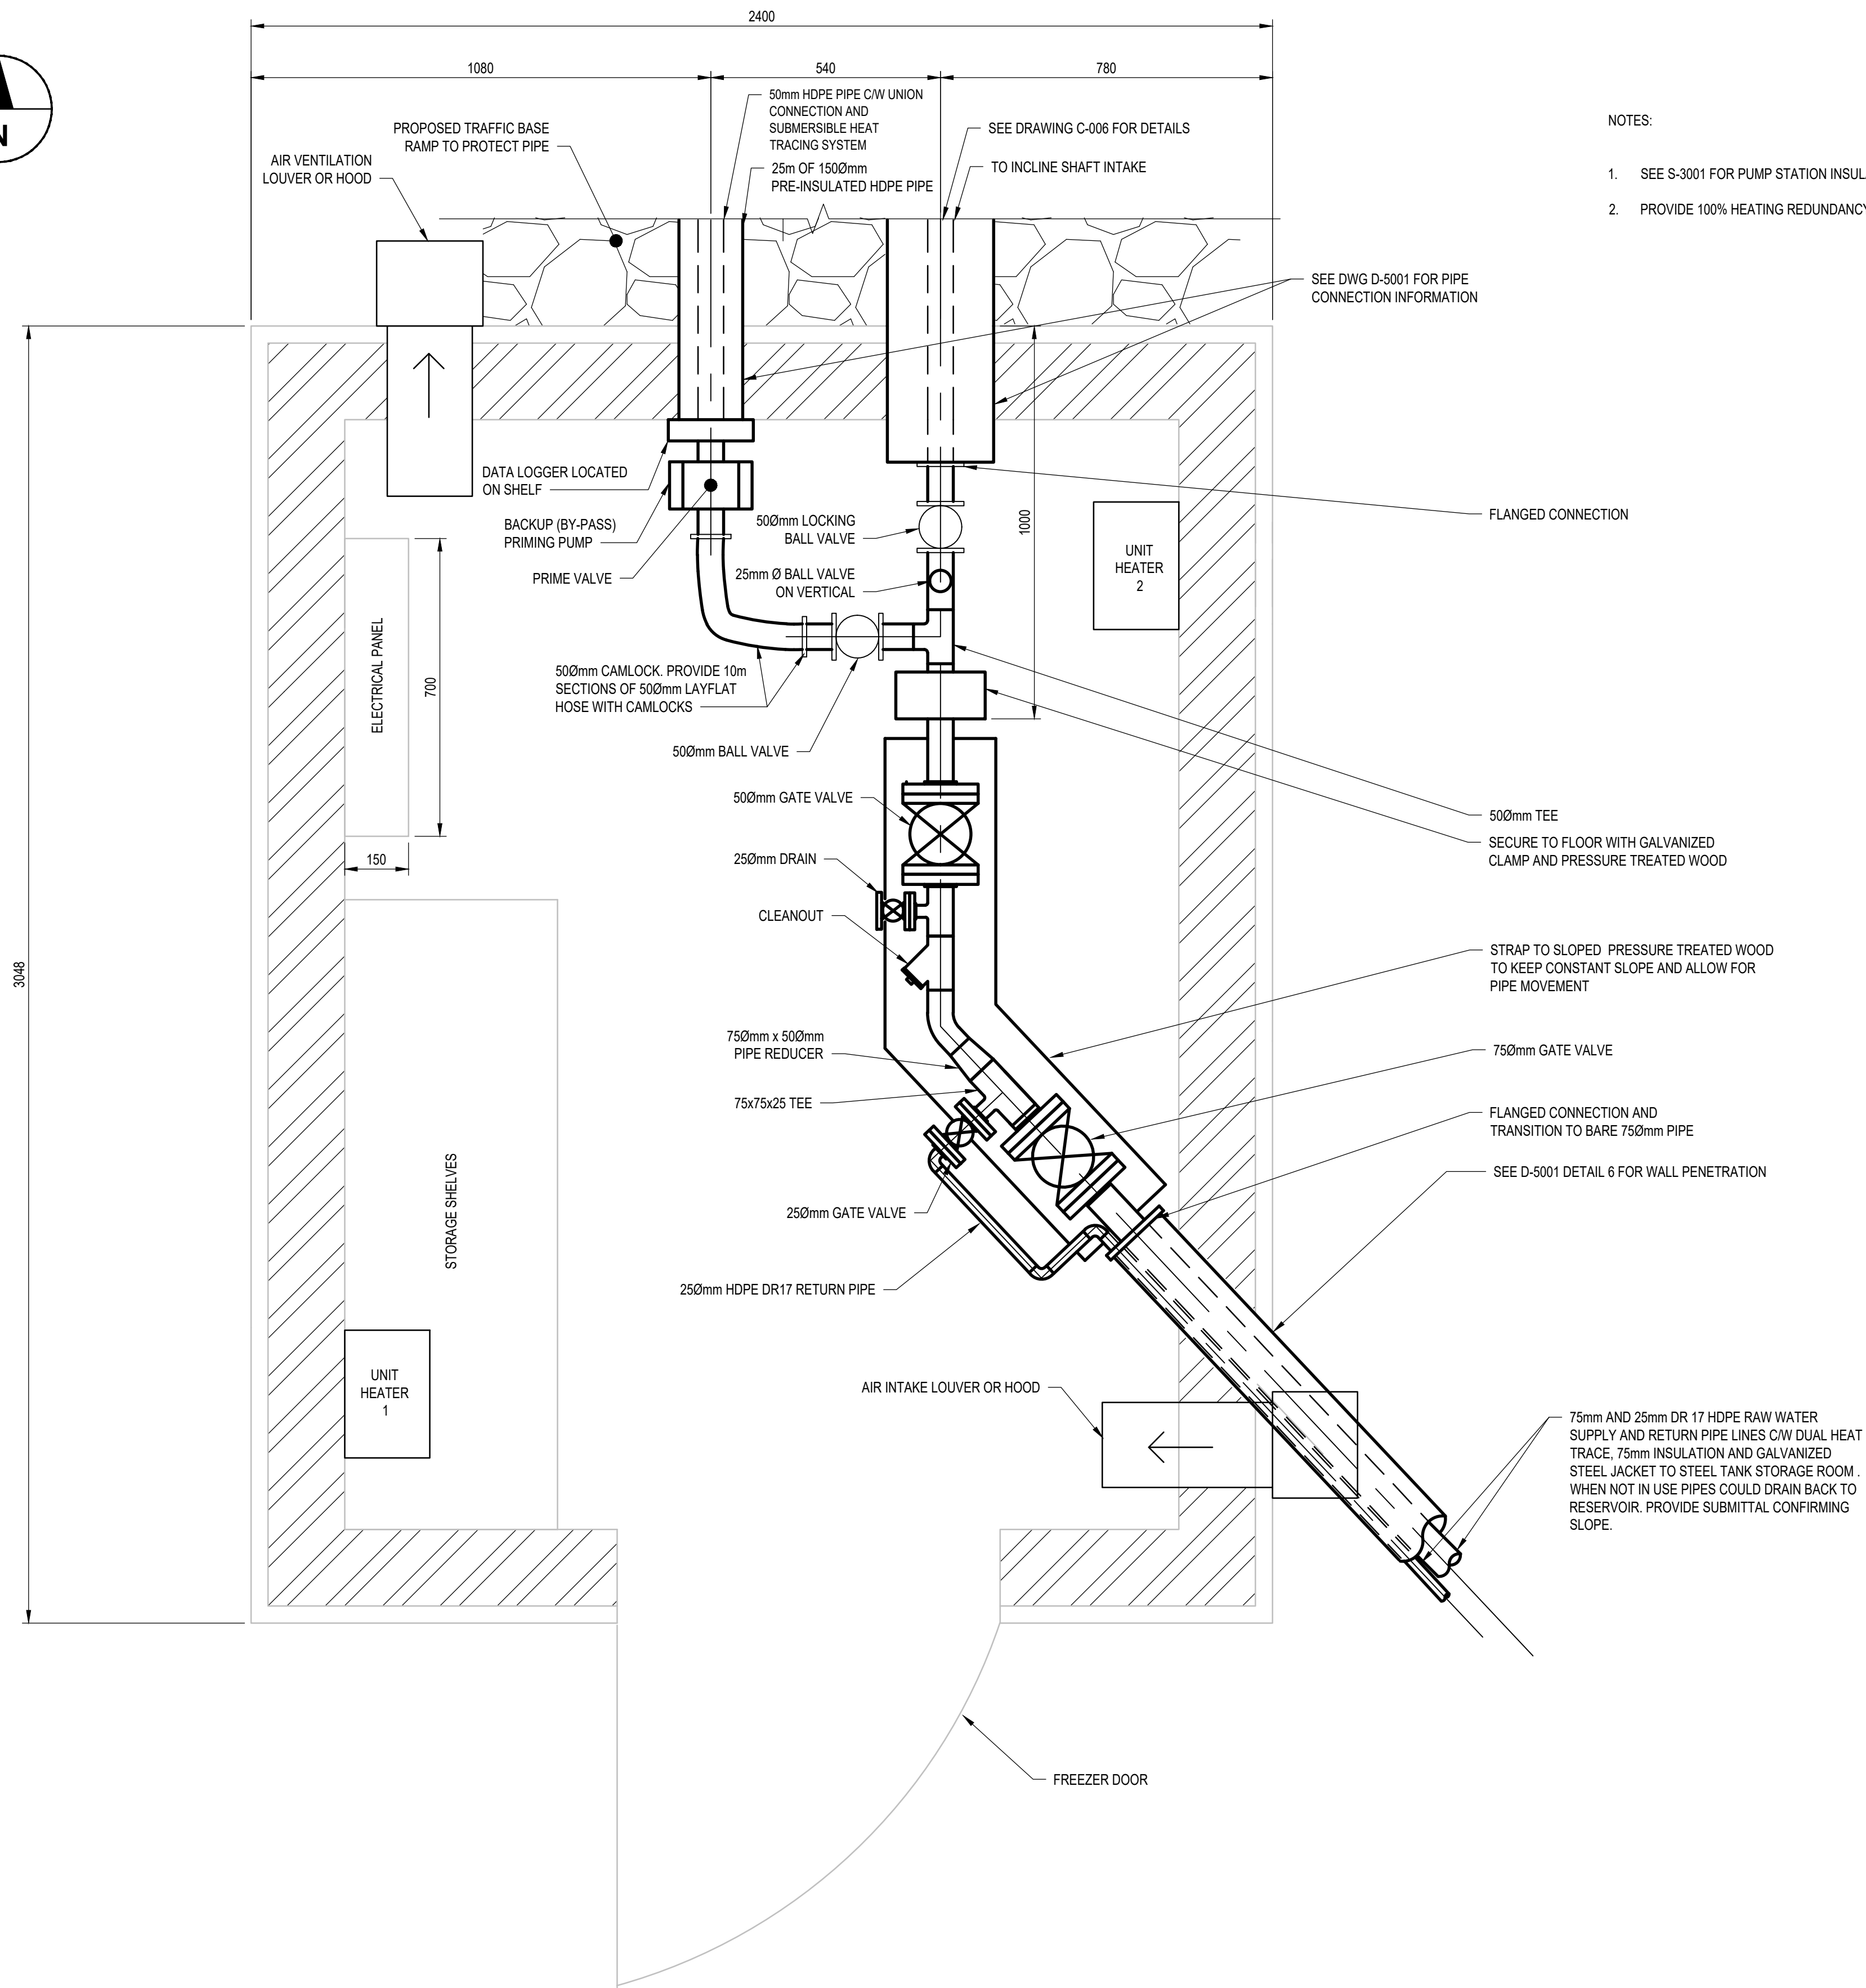 2400
1080
540
780
N
50mm HDPE PIPE C/W UNION
CONNECTION AND
SUBMERSIBLE HEAT
TRACING SYSTEM
PROPOSED TRAFFIC BASE
RAMP TO PROTECT PIPE
SEE DRAWING C-006 FOR DETAILS
AIR VENTILATION
LOUVER OR HOOD
25m OF 150Ømm
PRE-INSULATED HDPE PIPE
TO INCLINE SHAFT INTAKE
NOTES:
1. SEE S-3001 FOR PUMP STATION
2. PROVIDE 100% HEATING
SEE DWG D-5001 FOR PIPE
CONNECTION INFORMATION
DATA LOGGER LOCATED
ON SHELF
BACKUP (BY-PASS)
PRIMING PUMP
PRIME VALVE
50Ømm LOCKING
BALL VALVE
25mm Ø BALL VALVE
ON VERTICAL
1000
FLANGED CONNECTION
UNIT
HEATER
2
ELECTRICAL PANEL
700
150
50Ømm CAMLOCK. PROVIDE 10m
SECTIONS OF 50Ømm LAYFLAT
HOSE WITH CAMLOCKS
50Ømm BALL VALVE
50Ømm GATE VALVE
50Ømm TEE
SECURE TO FLOOR WITH GALVANIZED
CLAMP AND PRESSURE TREATED WOOD
25Ømm DRAIN
CLEANOUT
3048
STRAP TO SLOPED PRESSURE TREATED WOOD
TO KEEP CONSTANT SLOPE AND ALLOW FOR
PIPE MOVEMENT
75Ømm x 50Ømm
PIPE REDUCER
75Ømm GATE VALVE
75x75x25 TEE
FLANGED CONNECTION AND
TRANSITION TO BARE 75Ømm PIPE
SEE D-5001 DETAIL 6 FOR WALL PENETRATION
STORAGE SHELVES
25Ømm GATE VALVE
25Ømm HDPE DR17 RETURN PIPE
UNIT
HEATER
1
AIR INTAKE LOUVER OR HOOD
75mm AND 25mm DR 17 HDPE RAW WATER
SUPPLY AND RETURN PIPE LINES C/W DUAL HEAT
TRACE, 75mm INSULATION AND GALVANIZED
STEEL JACKET TO STEEL TANK STORAGE ROOM .
WHEN NOT IN USE PIPES COULD DRAIN BACK TO
RESERVOIR. PROVIDE SUBMITTAL CONFIRMING
SLOPE.
FREEZER DOOR